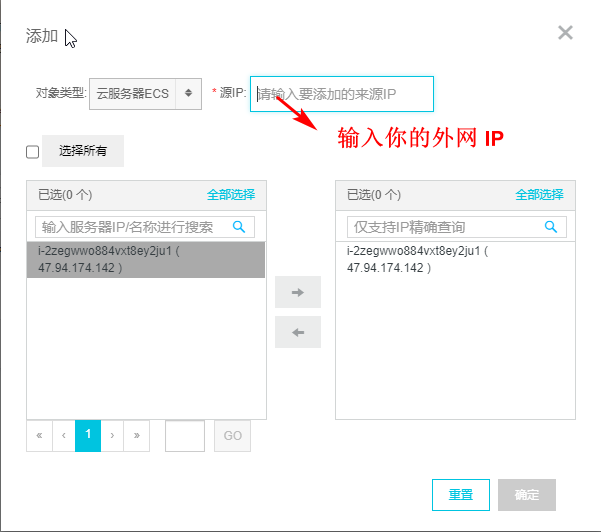 添加
×
对象类型: 云服务器ECS * 源IP: 请输入要添加的来源IP
输入你的外网 IP
选择所有
已选(0 个) 全部选择
输入服务器IP/名称进行搜索
i-2zegwwo884vxt8ey2ju1 (
47.94.174.142 )
已选(0 个) 全部选择
仅支持IP精确查询
i-2zegwwo884vxt8ey2ju1 (
47.94.174.142 )
« ‹ 1 › » GO
重置 确定